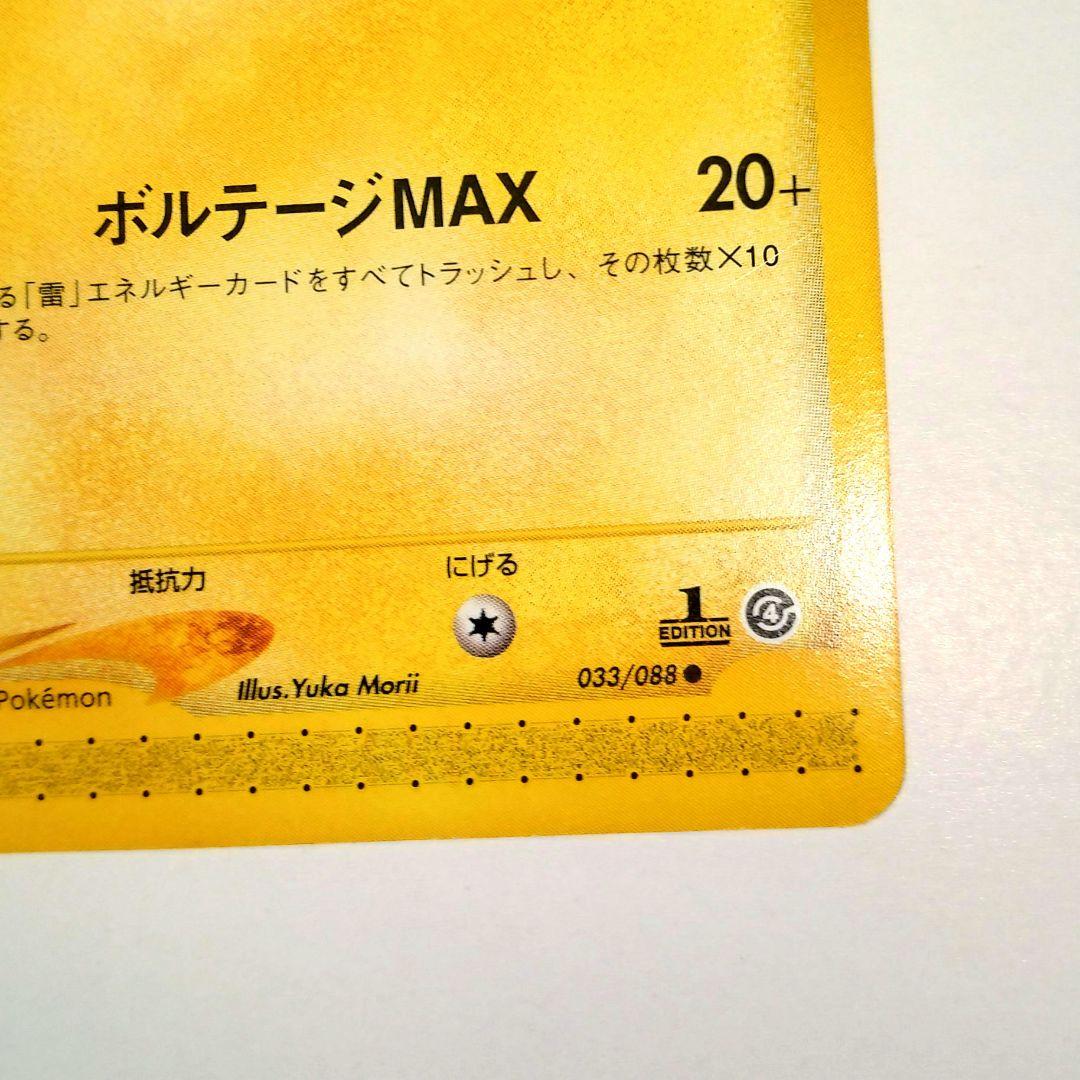 ボルテージMAX 20+
る「雷」エネルギーカードをすべてトラッシュし、その枚数×10
する。
抵抗力 にげる
1 EDITION 4
Pokémon Illus.Yuka Morii 033/088●